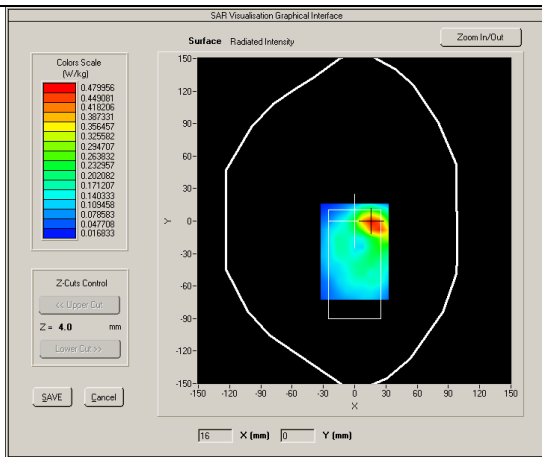 SAR Visualisation Graphical Interface
Surface Radiated Intensity
Zoom In/Out
Colors Scale
(W/kg)
0.479956
0.449081
0.418206
0.387331
0.356457
0.325582
0.294707
0.263832
0.232957
0.202082
0.171207
0.140333
0.109458
0.078583
0.047708
0.016833
Z-Cuts Control
<< Upper Cut
Z = 4.0 mm
Lower Cut >>
SAVE
Cancel
150
120
90
60
30
0
-30
-60
-90
-120
-150
Y
-150 -120 -90 -60 -30 0 30 60 90 120 150
X
16 X (mm) 0 Y (mm)